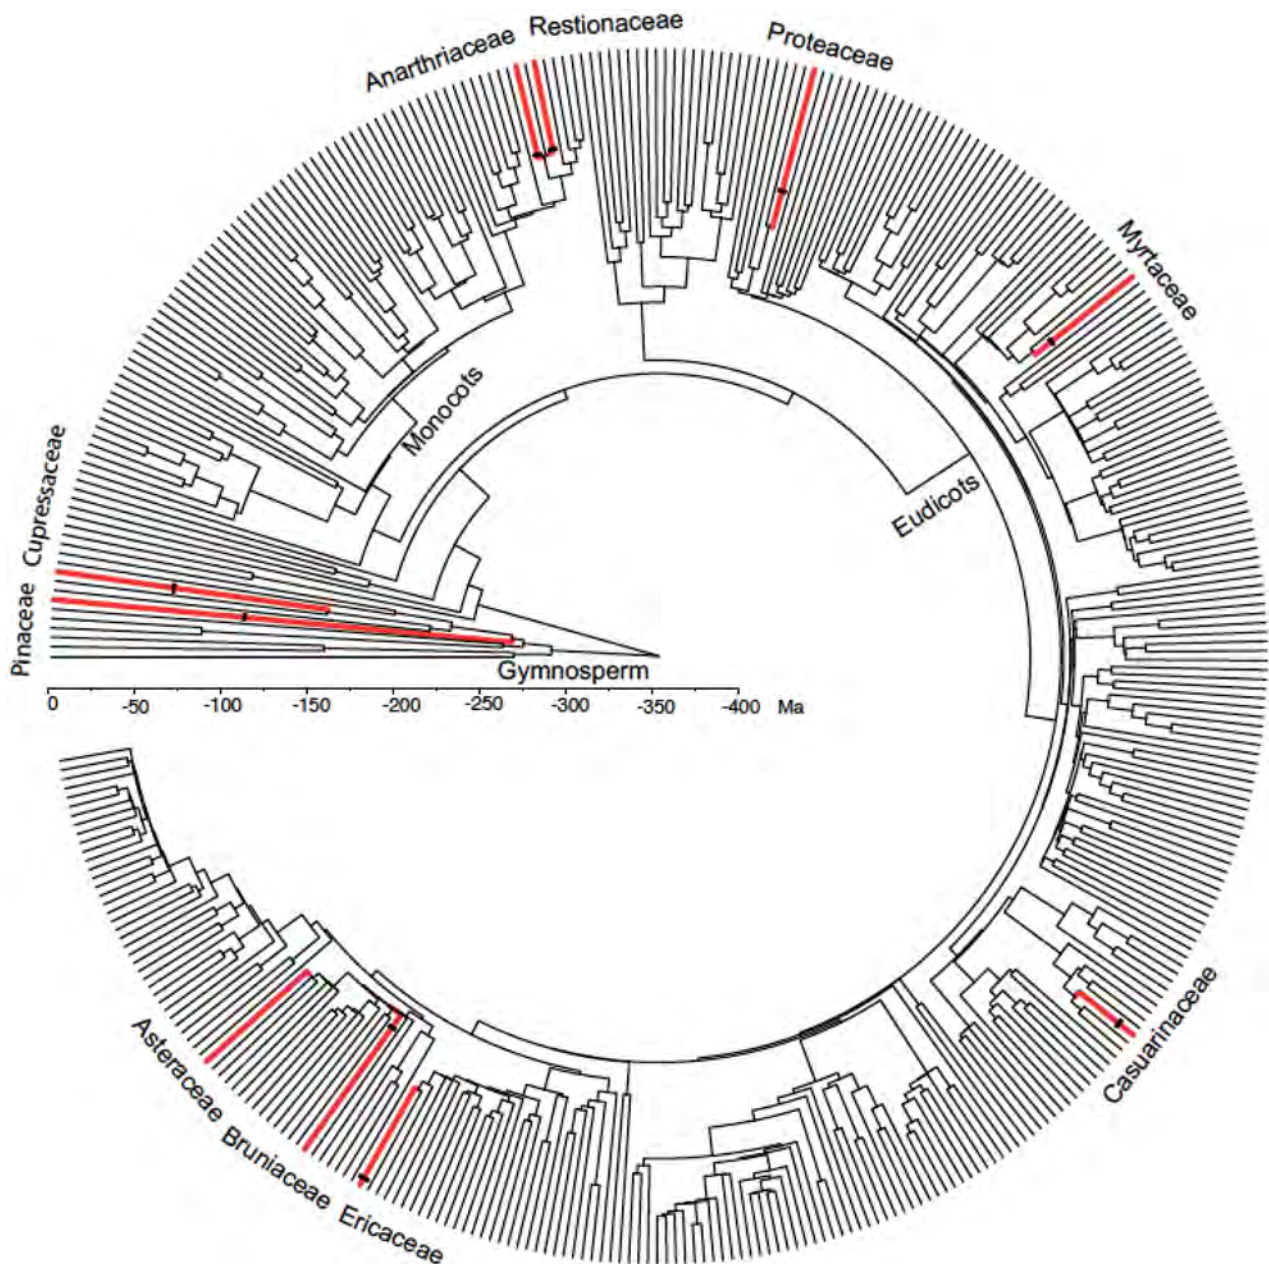 Restionaceae
Anarthriaceae
Proteaceae
Myrtaceae
Monocots
Cupressaceae
Eudicots
Pinaceae
Gymnosperm
0 -50 -100 -150 -200 -250 -300 -350 -400 Ma
Casuarinaceae
Asteraceae
Bruniaceae
Ericaceae